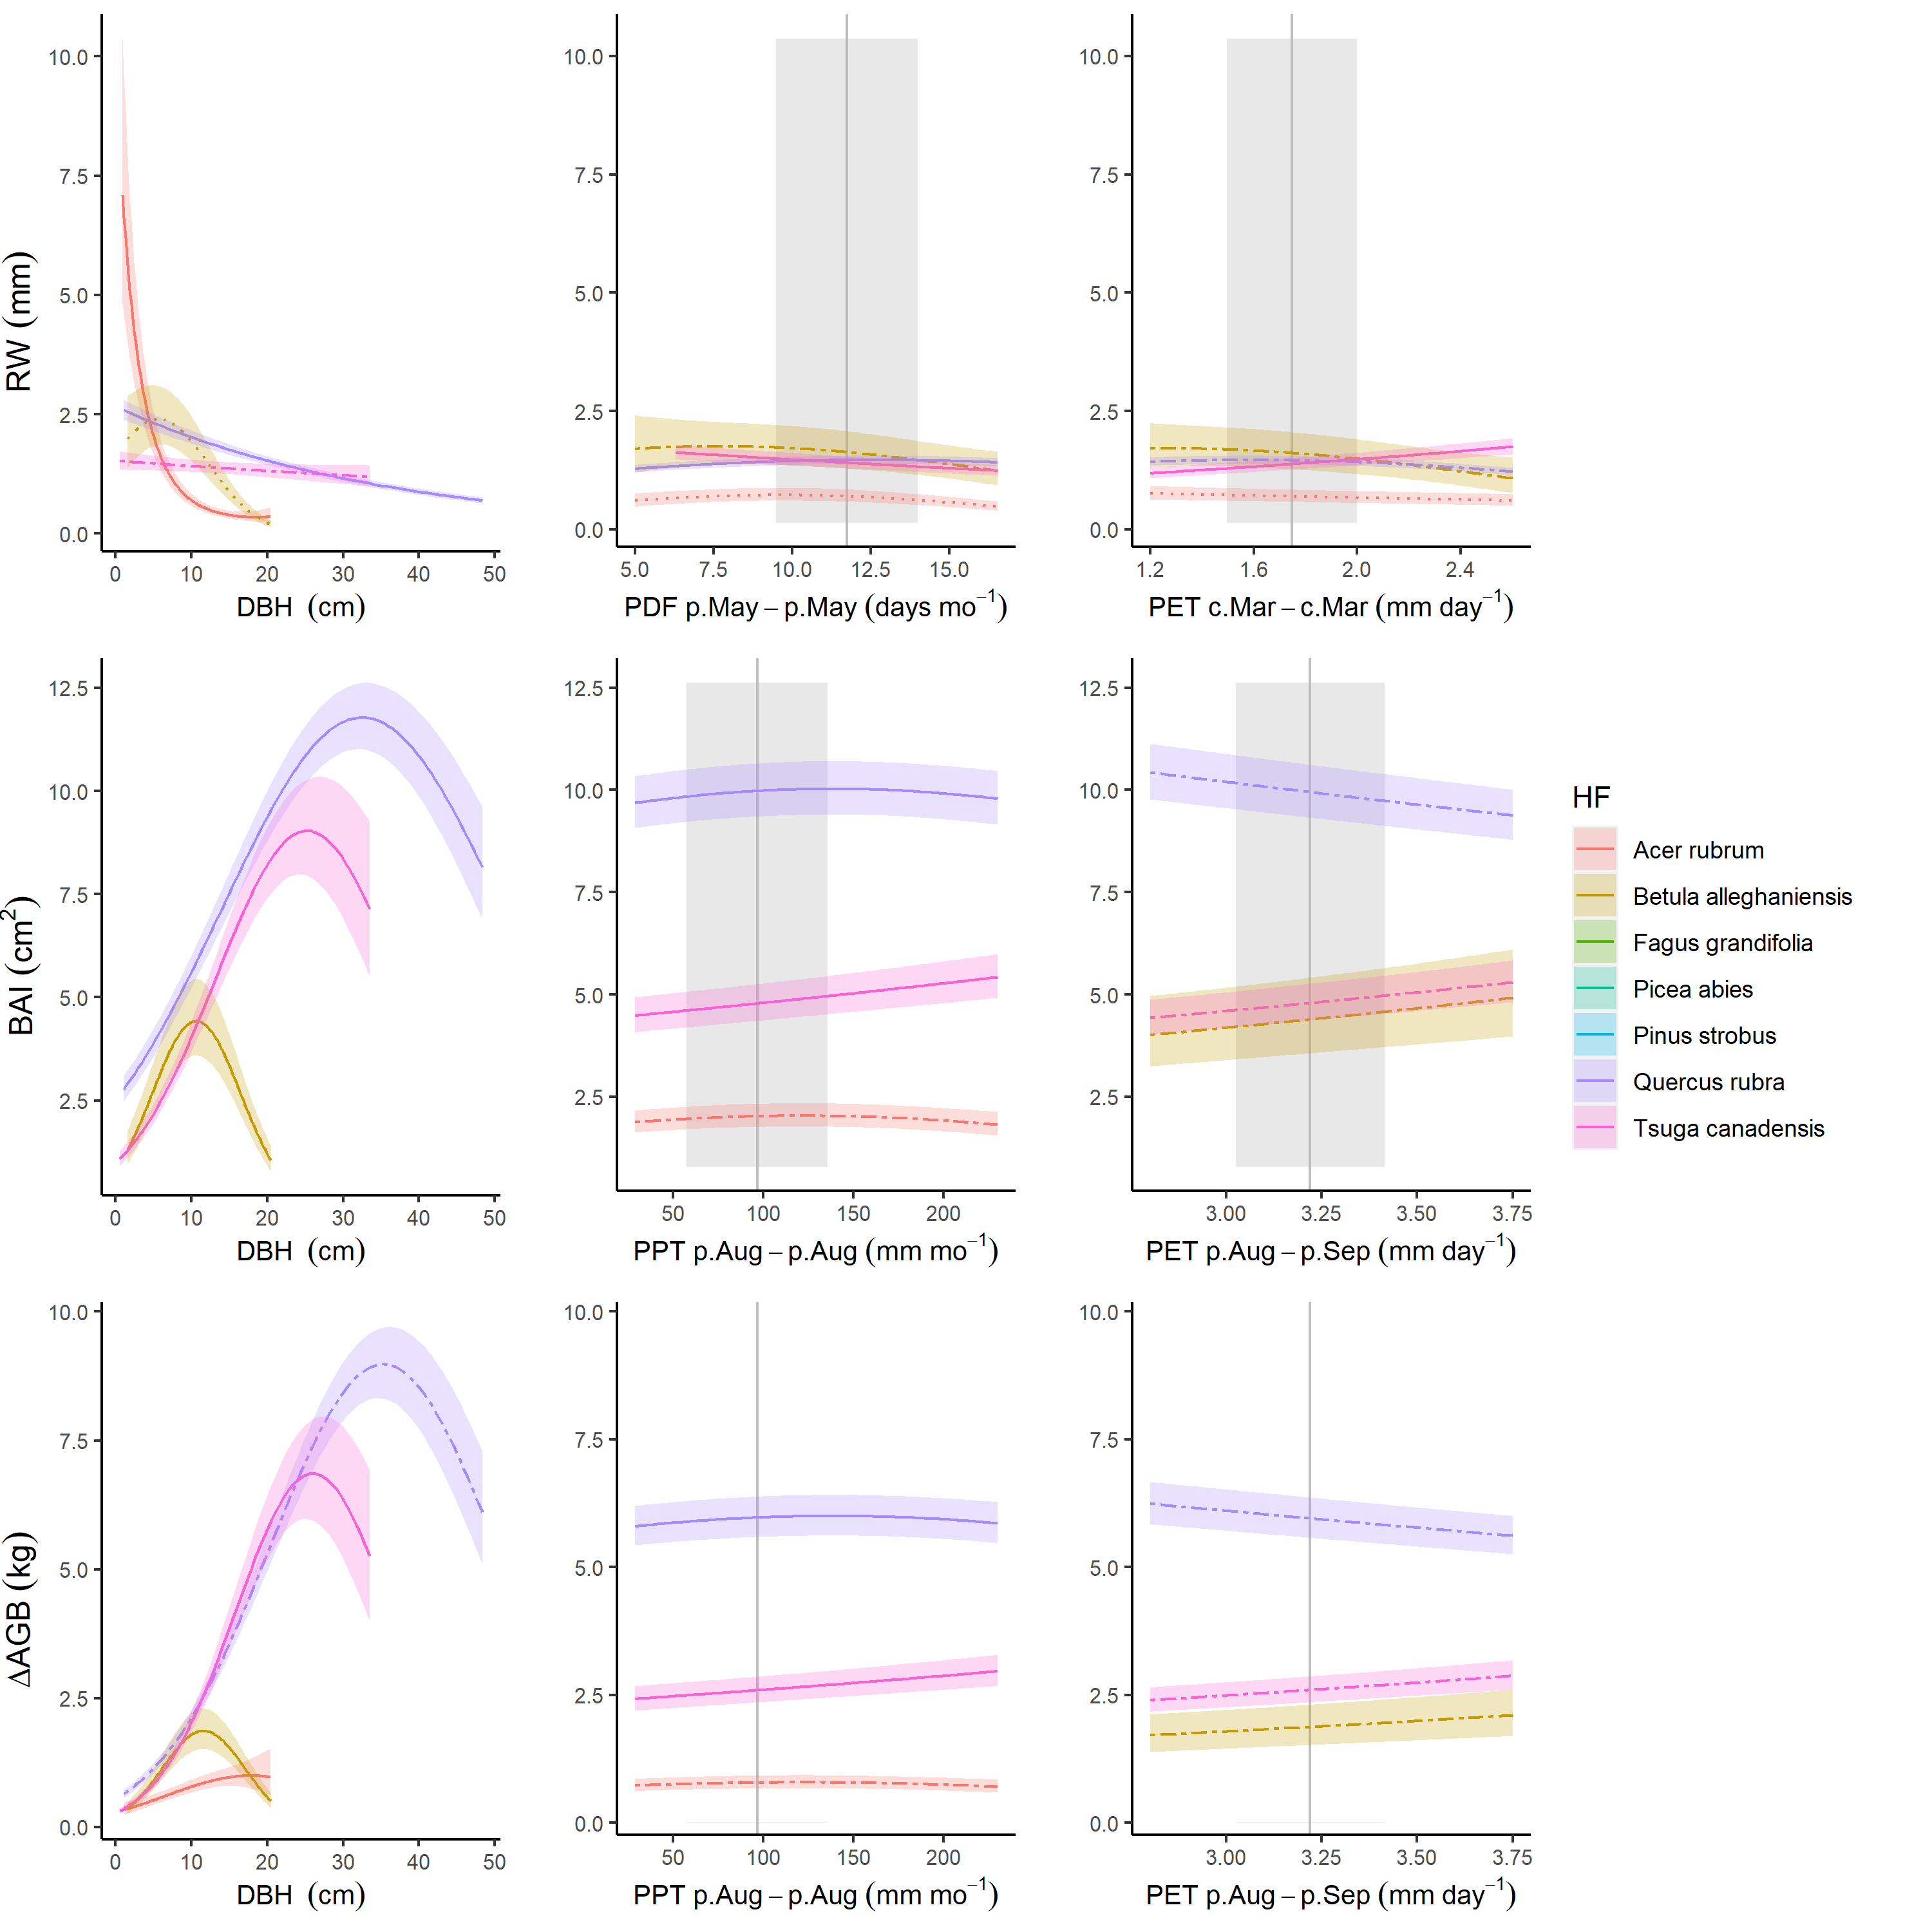 RW (mm)
10.0
7.5
5.0
2.5
0.0
0 10 20 30 40 50
DBH (cm)
10.0
7.5
5.0
2.5
0.0
5.0 7.5 10.0 12.5 15.0
PDF p.May – p.May (days mo⁻¹)
10.0
7.5
5.0
2.5
0.0
1.2 1.6 2.0 2.4
PET c.Mar – c.Mar (mm day⁻¹)
BAI (cm²)
12.5
10.0
7.5
5.0
2.5
0 10 20 30 40 50
DBH (cm)
12.5
10.0
7.5
5.0
2.5
50 100 150 200
PPT p.Aug – p.Aug (mm mo⁻¹)
12.5
10.0
7.5
5.0
2.5
3.00 3.25 3.50 3.75
PET p.Aug – p.Sep (mm day⁻¹)
HF
Acer rubrum
Betula alleghaniensis
Fagus grandifolia
Picea abies
Pinus strobus
Quercus rubra
Tsuga canadensis
ΔAGB (kg)
10.0
7.5
5.0
2.5
0.0
0 10 20 30 40 50
DBH (cm)
10.0
7.5
5.0
2.5
0.0
50 100 150 200
PPT p.Aug – p.Aug (mm mo⁻¹)
10.0
7.5
5.0
2.5
0.0
3.00 3.25 3.50 3.75
PET p.Aug – p.Sep (mm day⁻¹)